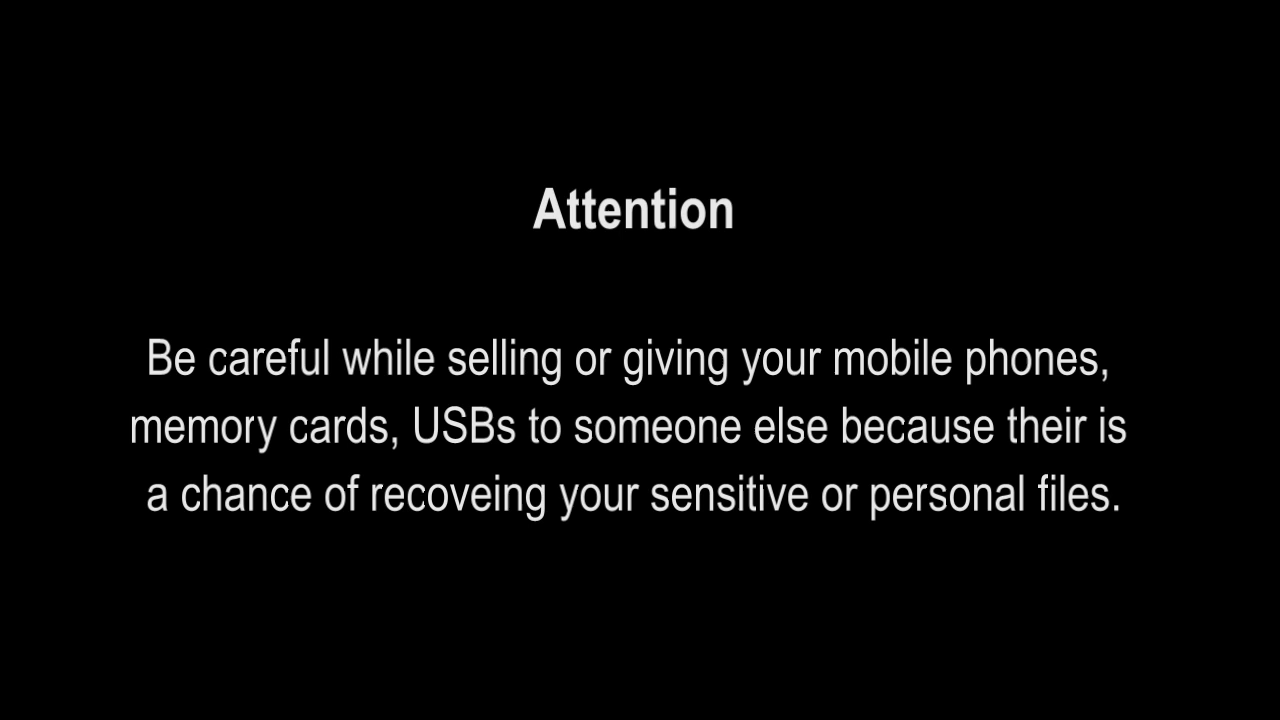 Attention
Be careful while selling or giving your mobile phones,
memory cards, USBs to someone else because their is
a chance of recoveing your sensitive or personal files.